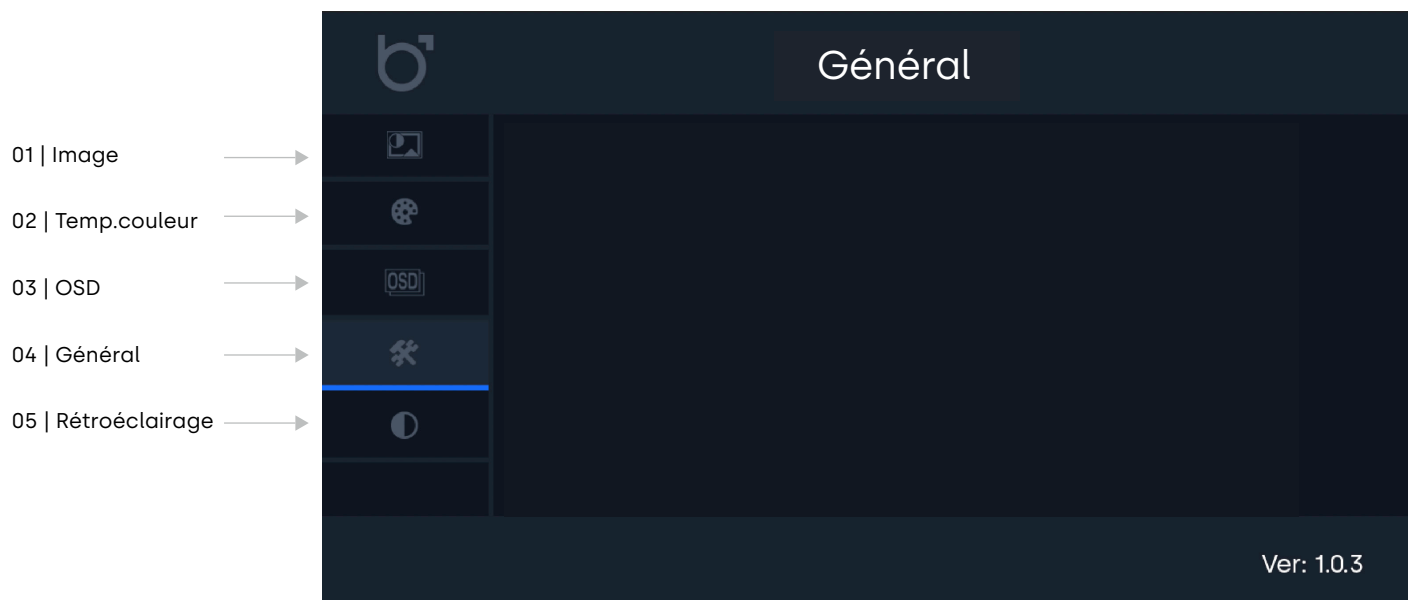 Général
01 | Image
02 | Temp.couleur
03 | OSD
OSD
04 | Général
05 | Rétroéclairage
Ver: 1.0.3